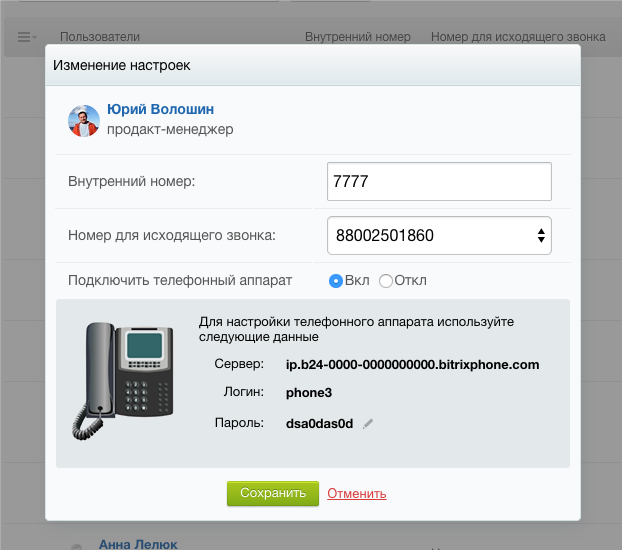 Пользователи Внутренний номер Номер для исходящего звонка
Изменение настроек
Юрий Волошин
продакт-менеджер
Внутренний номер: 7777
Номер для исходящего звонка: 88002501860
Подключить телефонный аппарат Вкл Откл
Для настройки телефонного аппарата используйте
следующие данные
Сервер: ip.b24-0000-0000000000.bitrixphone.com
Логин: phone3
Пароль: dsa0das0d
Сохранить Отменить
Анна Лелюк